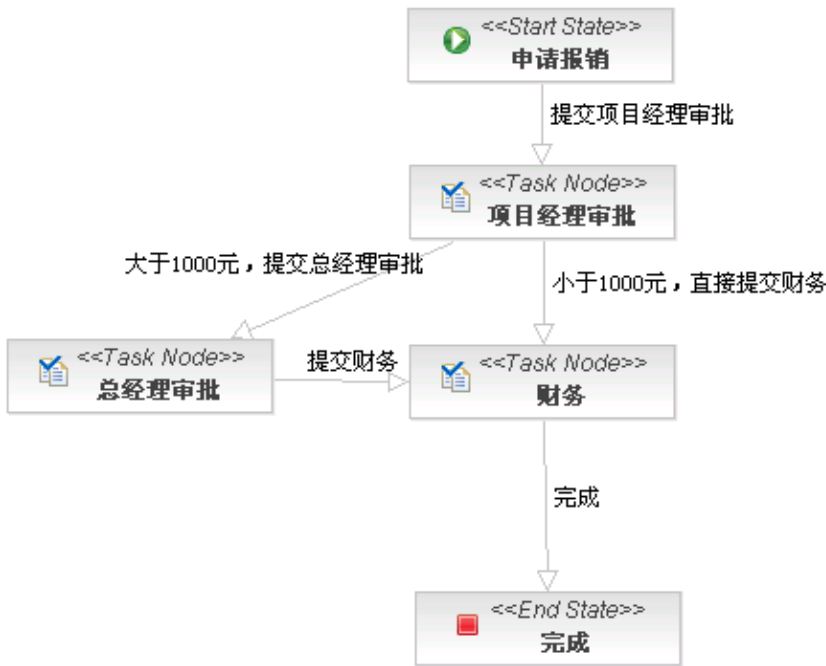 <<Start State>>
申请报销
提交项目经理审批
<<Task Node>>
项目经理审批
大于1000元，提交总经理审批
小于1000元，直接提交财务
<<Task Node>>
总经理审批
提交财务
<<Task Node>>
财务
完成
<<End State>>
完成